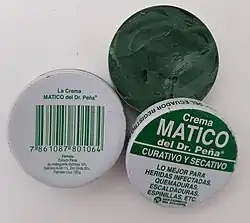 La Crema
MATICO
del Dr. Peña®
7 861087 801064
Crema
MATICO
del Dr. Peña®
CURATIVO Y SECATIVO
LO MEJOR PARA
HERIDAS INFECTADAS,
QUEMADURAS,
ESCALDADURAS,
ESPINILLAS, ETC.
DEL ECUADOR